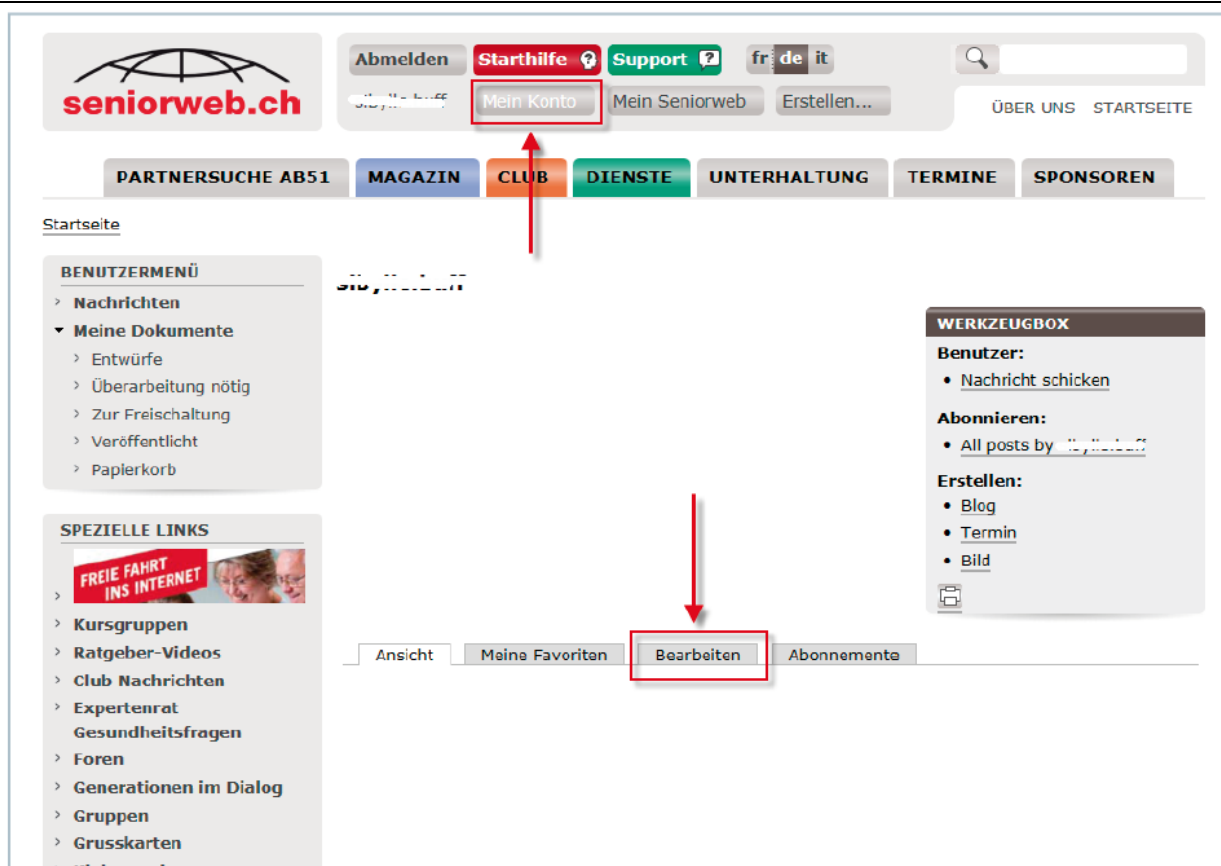 seniorweb.ch
Abmelden Starthilfe ? Support ? fr de it
Mein Konto Mein Seniorweb Erstellen...
ÜBER UNS STARTSEITE
PARTNERSUCHE AB51 MAGAZIN CLUB DIENSTE UNTERHALTUNG TERMINE SPONSOREN
Startseite
BENUTZERMENÜ
Nachrichten
Meine Dokumente
Entwürfe
Überarbeitung nötig
Zur Freischaltung
Veröffentlicht
Papierkorb
SPEZIELLE LINKS
FREIE FAHRT
INS INTERNET
Kursgruppen
Ratgeber-Videos
Club Nachrichten
Expertenrat
Gesundheitsfragen
Foren
Generationen im Dialog
Gruppen
Grusskarten
WERKZEUGBOX
Benutzer:
Nachricht schicken
Abonnieren:
All posts by
Erstellen:
Blog
Termin
Bild
Ansicht Meine Favoriten Bearbeiten Abonnemente